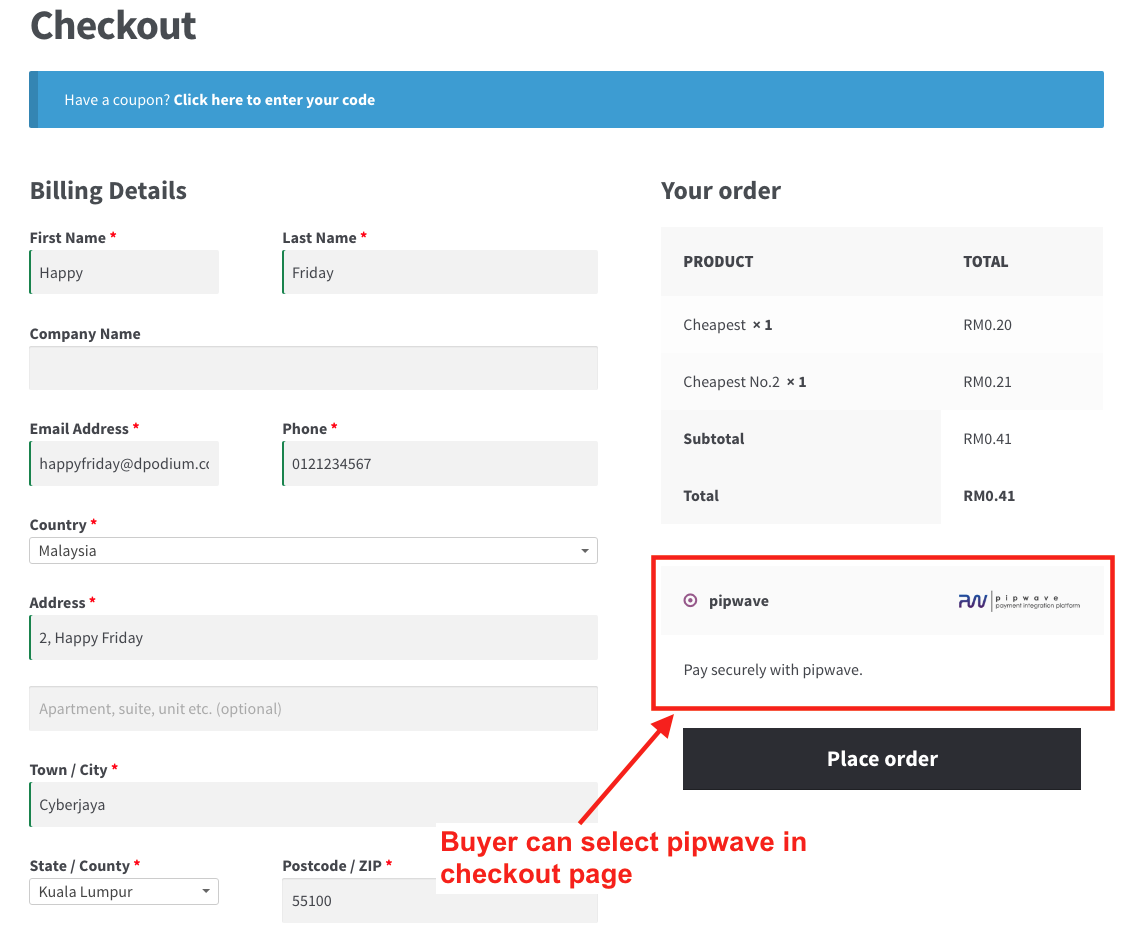 Checkout
Have a coupon? Click here to enter your code
Billing Details
First Name *
Last Name *
Happy
Friday
Company Name
Email Address *
Phone *
happyfriday@dpodium.co
0121234567
Country *
Malaysia
Address *
2, Happy Friday
Apartment, suite, unit etc. (optional)
Town / City *
Cyberjaya
State / County *
Postcode / ZIP *
Kuala Lumpur
55100
Your order
PRODUCT TOTAL
Cheapest × 1 RM0.20
Cheapest No.2 × 1 RM0.21
Subtotal RM0.41
Total RM0.41
pipwave
PW pipwave
payment integration platform
Pay securely with pipwave.
Place order
Buyer can select pipwave in
checkout page